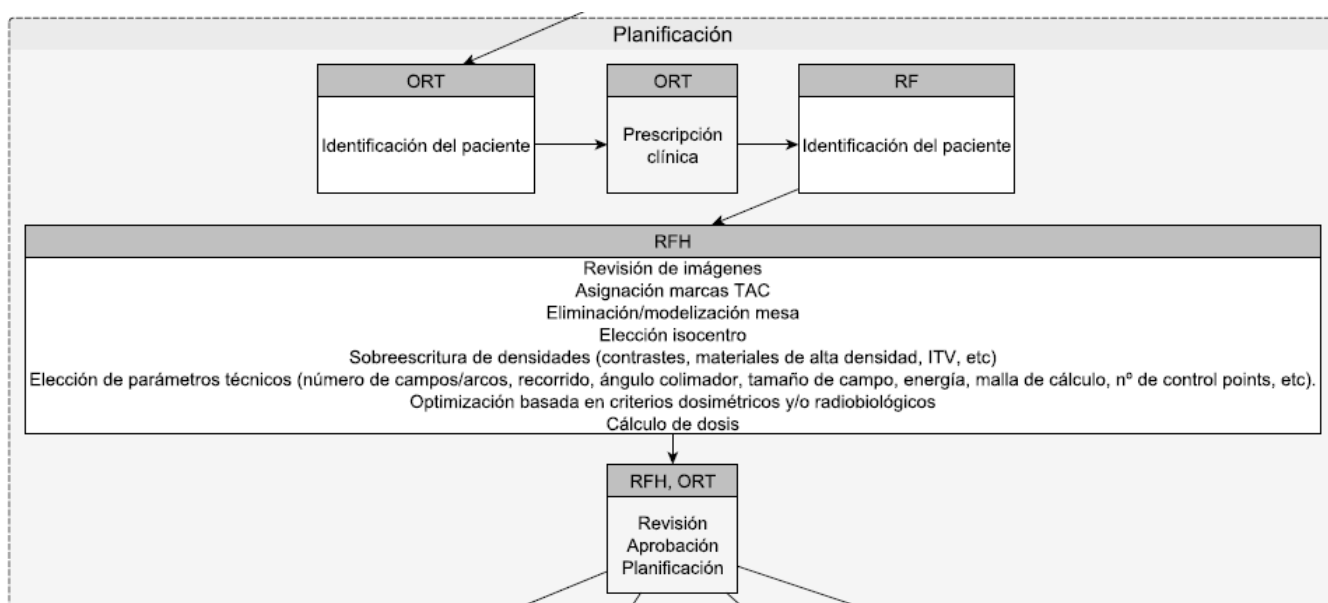 Planificación
ORT
Identificación del paciente
ORT
Prescripción
clínica
RF
Identificación del paciente
RFH
Revisión de imágenes
Asignación marcas TAC
Eliminación/modelización mesa
Elección isocentro
Sobreescritura de densidades (contrastes, materiales de alta densidad, ITV, etc)
Elección de parámetros técnicos (número de campos/arcos, recorrido, ángulo colimador, tamaño de campo, energía, malla de cálculo, nº de control points, etc).
Optimización basada en criterios dosimétricos y/o radiobiológicos
Cálculo de dosis
RFH, ORT
Revisión
Aprobación
Planificación